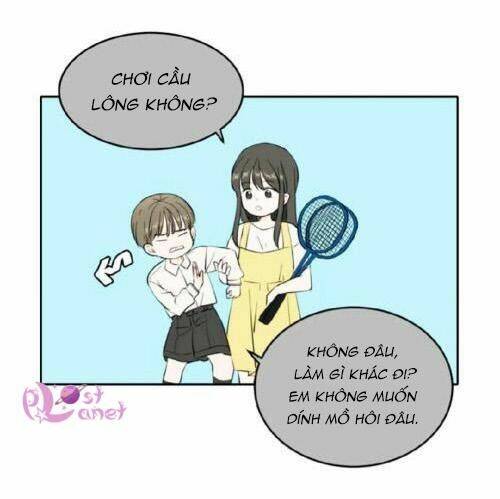 CHƠI CẦU
LÔNG KHÔNG?
KHÔNG ĐÂU,
LÀM GÌ KHÁC ĐI?
EM KHÔNG MUỐN
DÍNH MỒ HÔI ĐÂU.
Lost
Planet